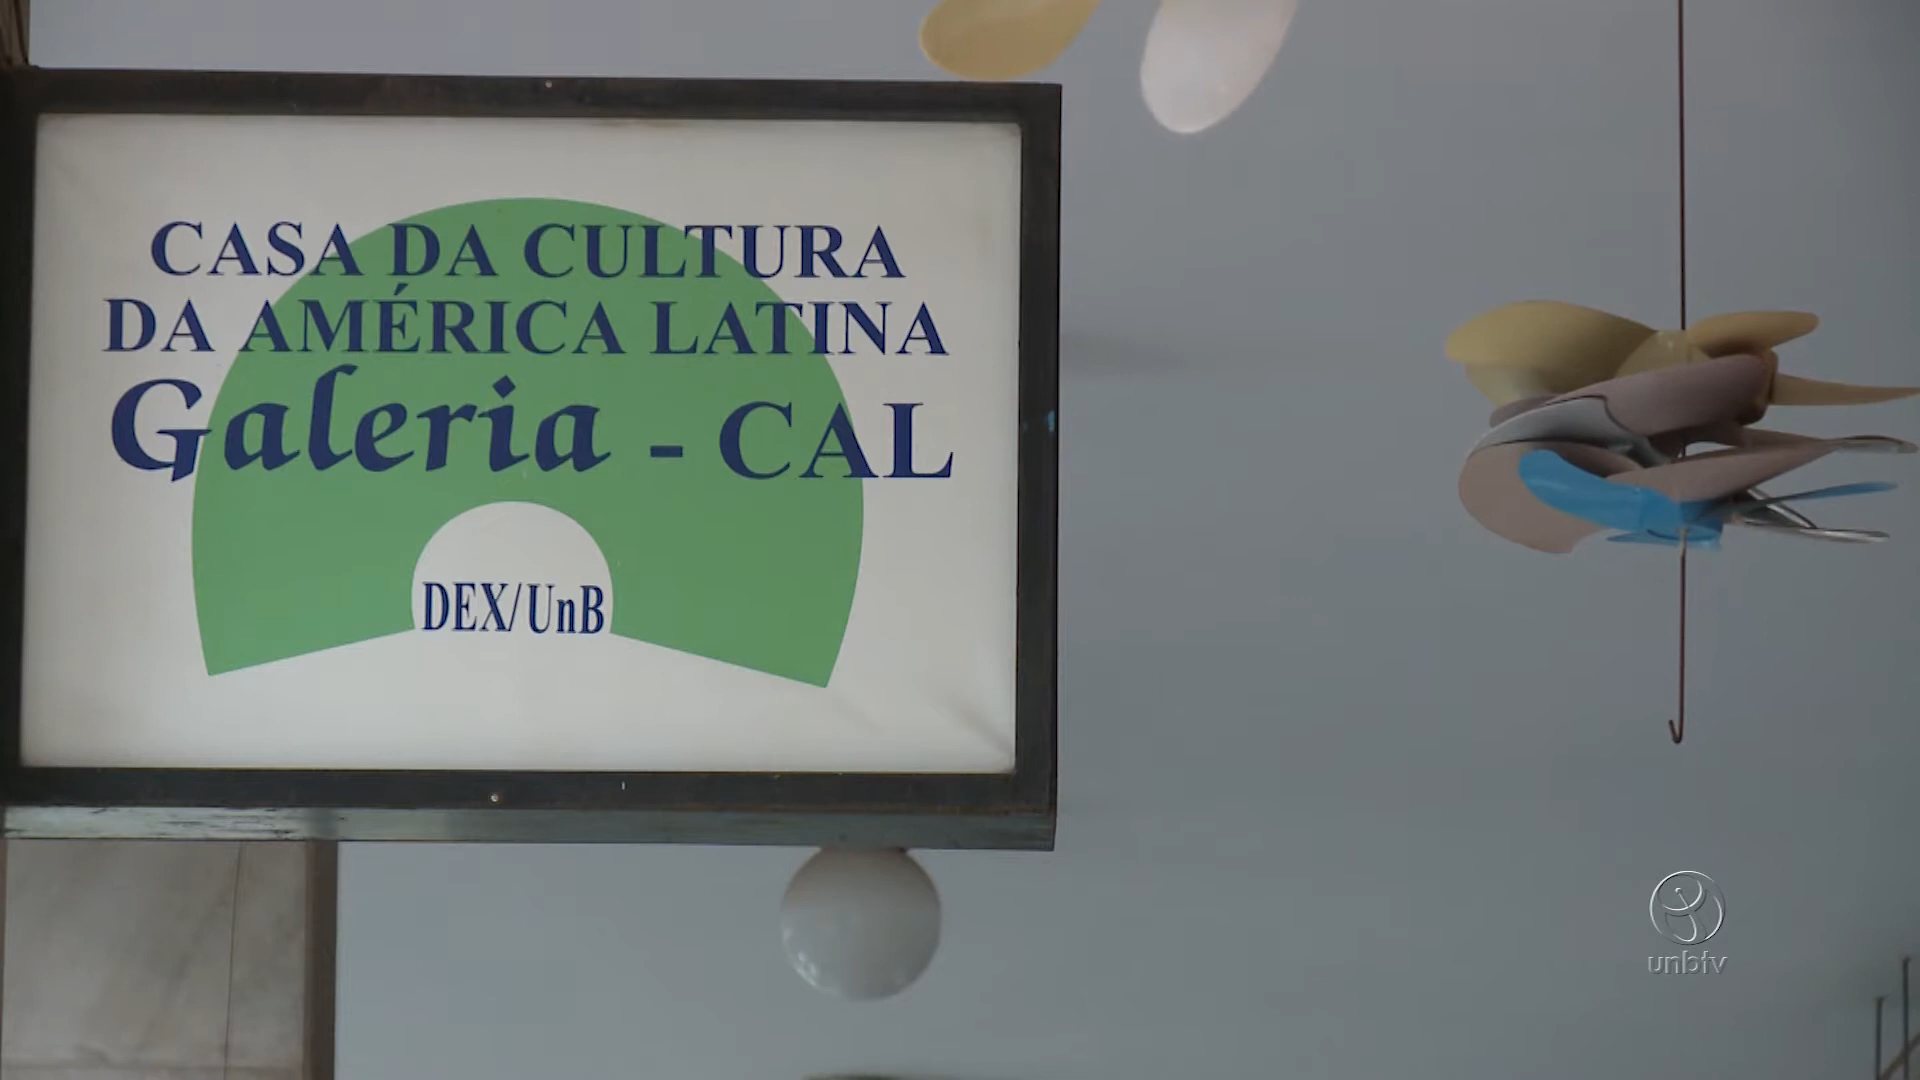 CASA DA CULTURA
DA AMÉRICA LATINA
Galeria - CAL
DEX/UnB
unbtv